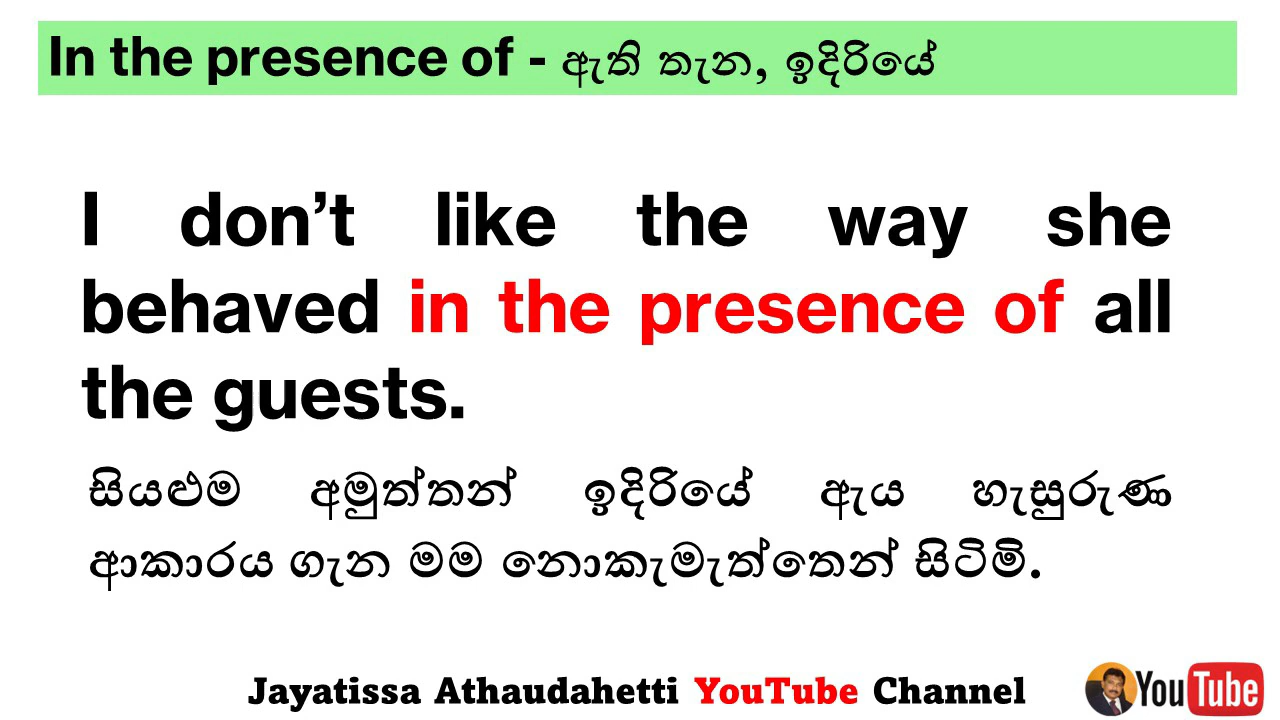 In the presence of - ඇති තැන, ඉදිරියේ
I don’t like the way she
behaved in the presence of all
the guests.
සියළුම අමුත්තන් ඉදිරියේ ඇය හැසුරුණ
ආකාරය ගැන මම නොකැමැත්තෙන් සිටිමි.
Jayatissa Athaudahetti YouTube Channel
YouTube